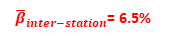 β̅inter−station= 6.5%